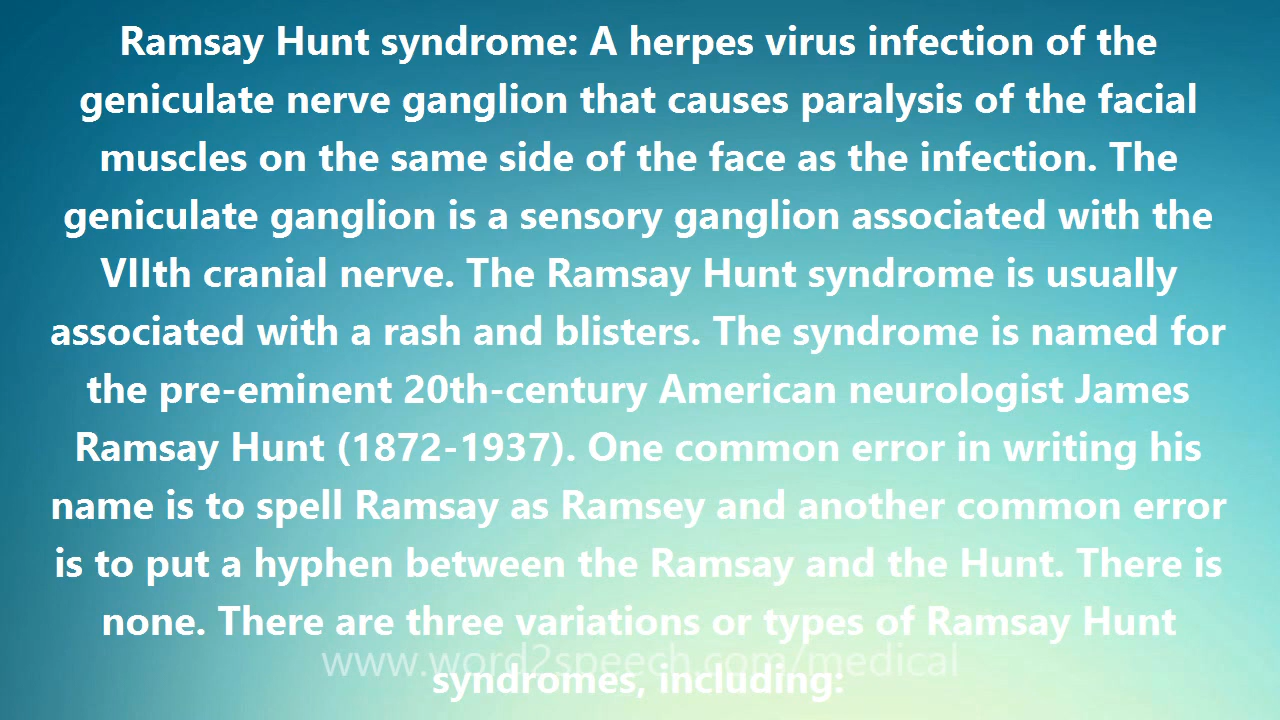 Ramsay Hunt syndrome: A herpes virus infection of the
geniculate nerve ganglion that causes paralysis of the facial
muscles on the same side of the face as the infection. The
geniculate ganglion is a sensory ganglion associated with the
VIIth cranial nerve. The Ramsay Hunt syndrome is usually
associated with a rash and blisters. The syndrome is named for
the pre-eminent 20th-century American neurologist James
Ramsay Hunt (1872-1937). One common error in writing his
name is to spell Ramsay as Ramsey and another common error
is to put a hyphen between the Ramsay and the Hunt. There is
none. There are three variations or types of Ramsay Hunt
www.word2speech.com/medical
syndromes, including: